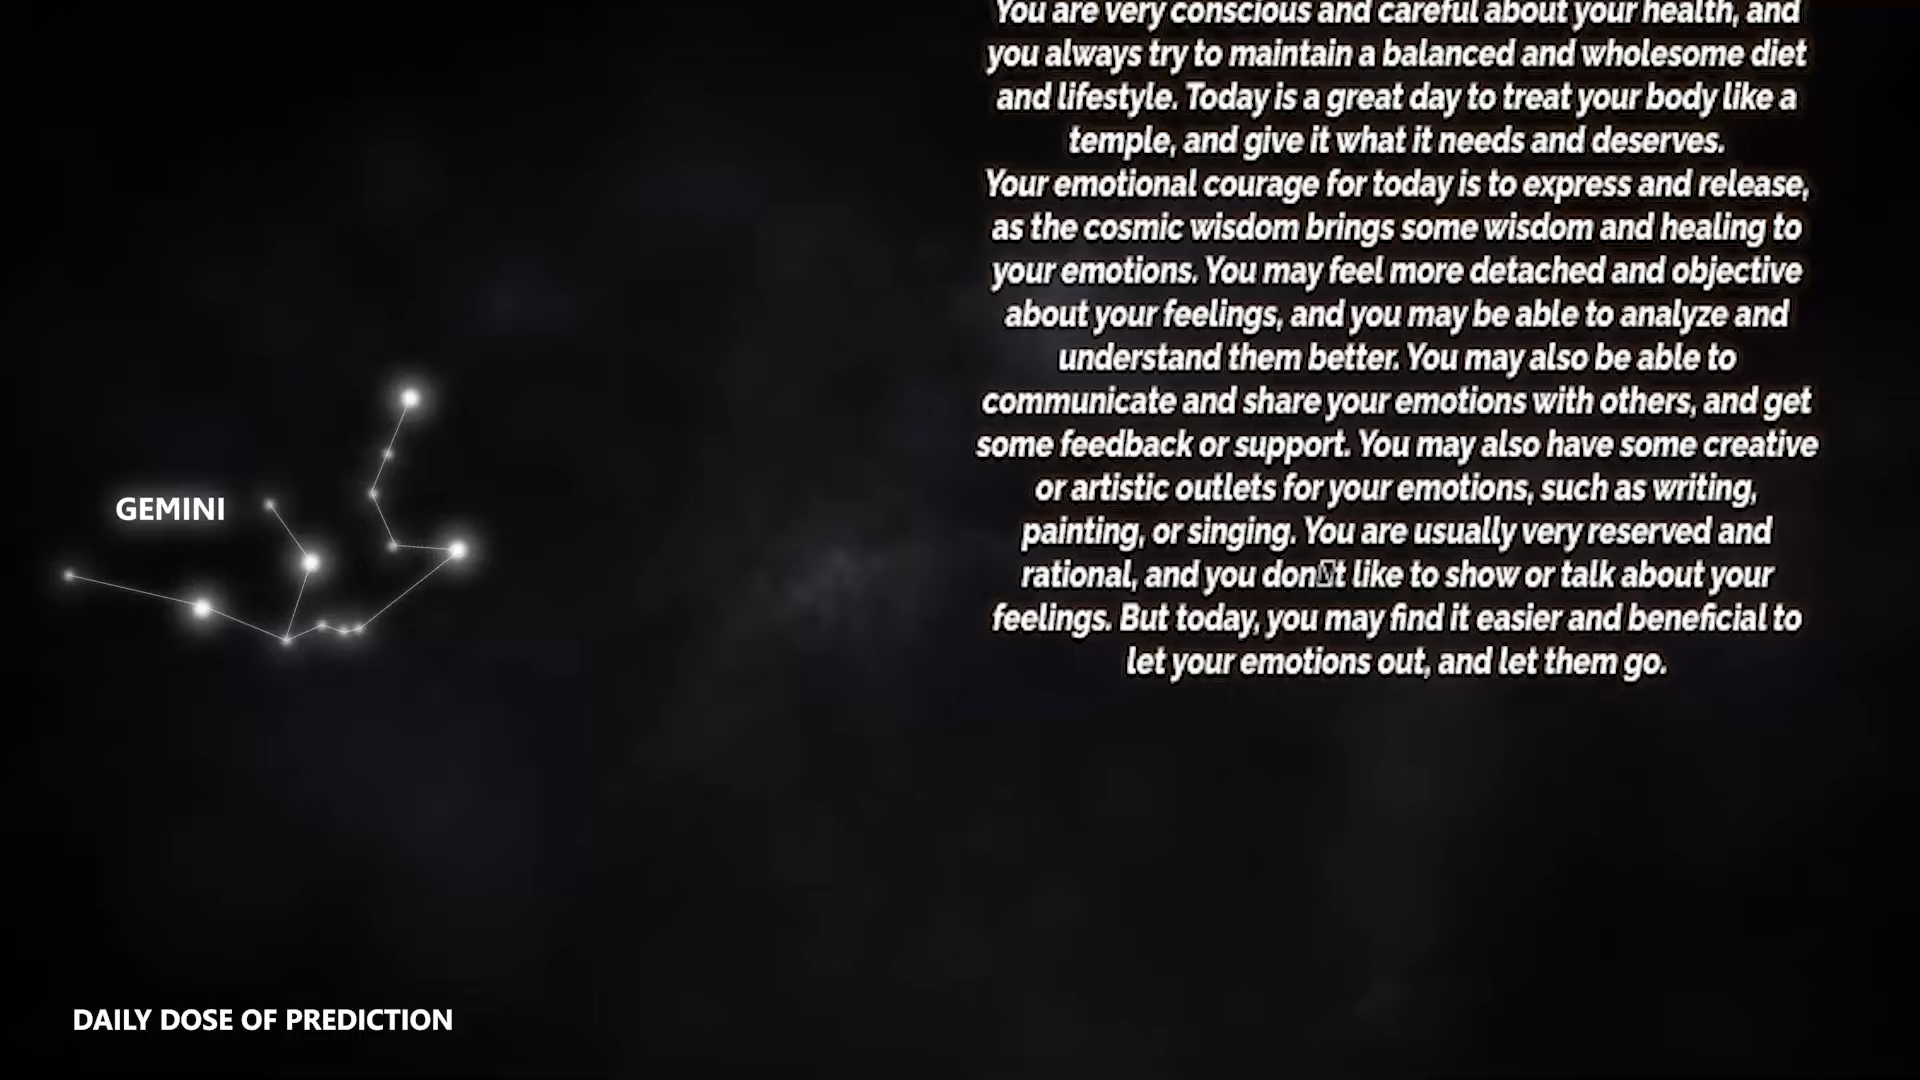 You are very conscious and careful about your health, and
you always try to maintain a balanced and wholesome diet
and lifestyle. Today is a great day to treat your body like a
temple, and give it what it needs and deserves.
Your emotional courage for today is to express and release,
as the cosmic wisdom brings some wisdom and healing to
your emotions. You may feel more detached and objective
about your feelings, and you may be able to analyze and
understand them better. You may also be able to
communicate and share your emotions with others, and get
some feedback or support. You may also have some creative
or artistic outlets for your emotions, such as writing,
painting, or singing. You are usually very reserved and
rational, and you don▯t like to show or talk about your
feelings. But today, you may find it easier and beneficial to
let your emotions out, and let them go.
GEMINI
DAILY DOSE OF PREDICTION